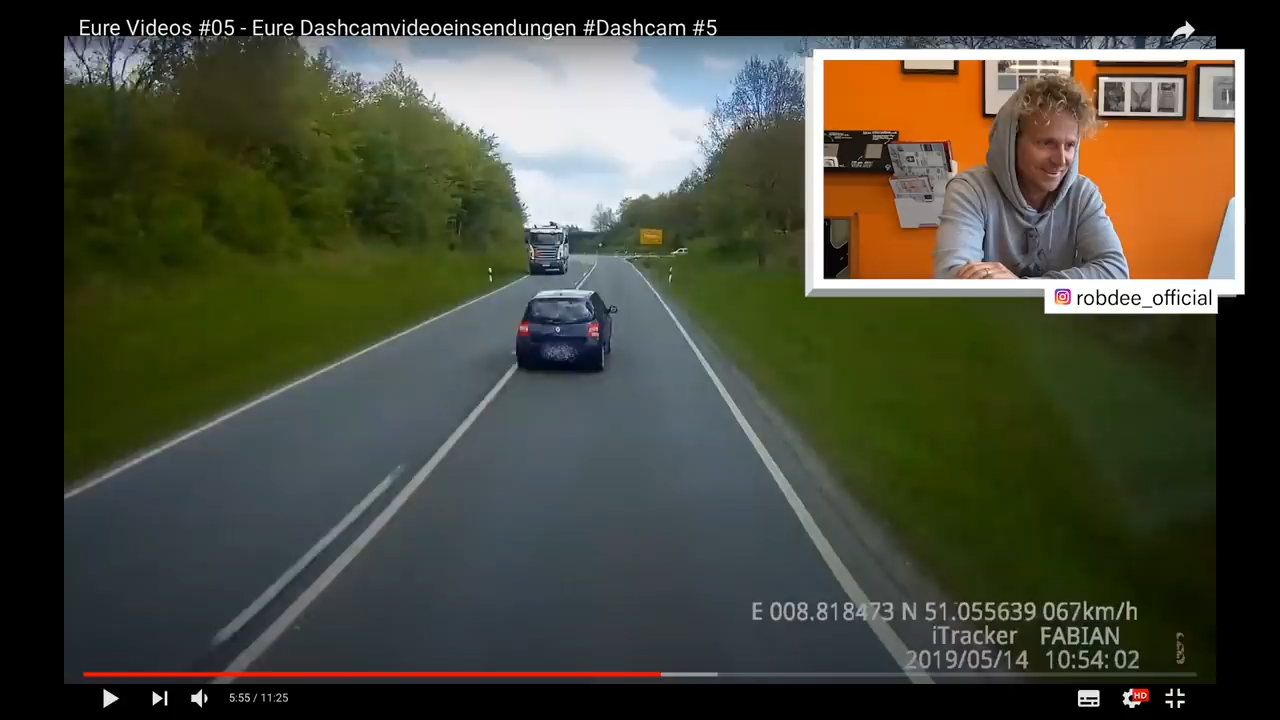 Eure Videos #05 - Eure Dashcamvideoeinsendungen #Dashcam #5
robdee_official
E 008.818473 N 51.055639 067km/h
iTracker FABIAN
2019/05/14 10:54:02
5:55 / 11:25
HD